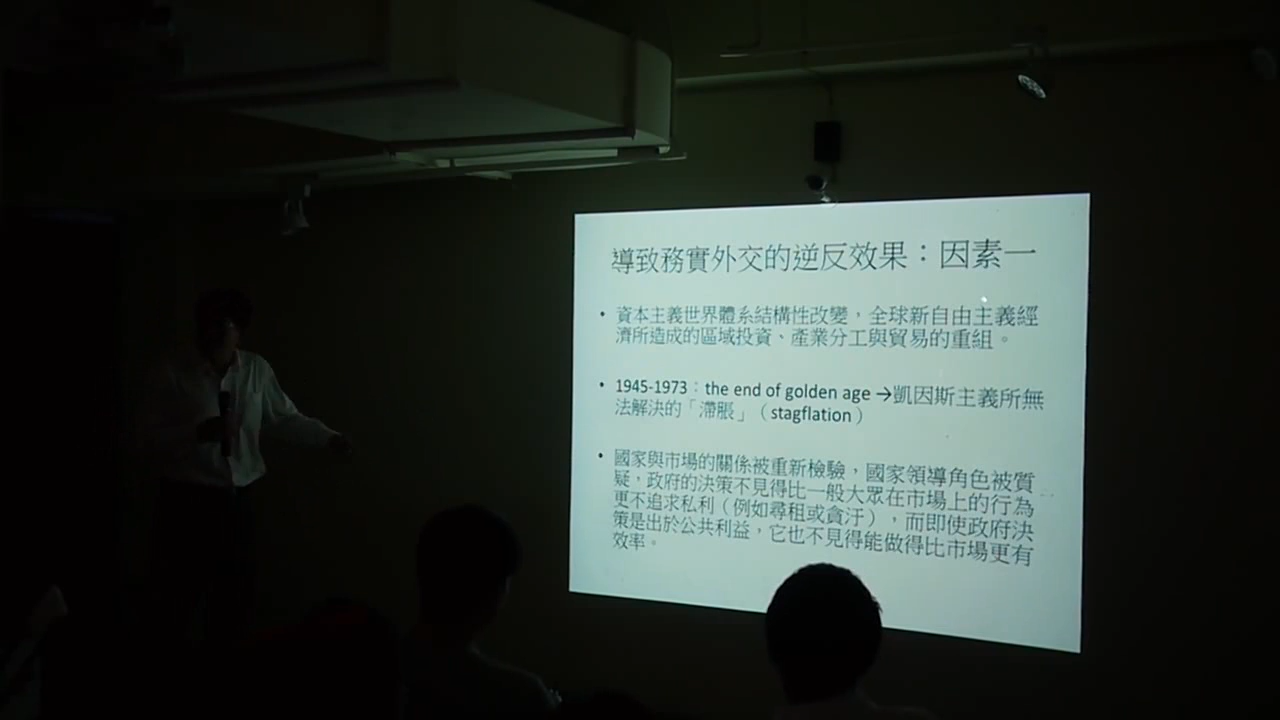 導致務實外交的逆反效果：因素一
• 資本主義世界體系結構性改變，全球新自由主義經
濟所造成的區域投資、產業分工與貿易的重組。
• 1945-1973：the end of golden age →凱因斯主義所無
法解決的「滯脹」（stagflation）
• 國家與市場的關係被重新檢驗，國家領導角色被質
疑，政府的決策不見得比一般大眾在市場上的行為
更不追求私利（例如尋租或貪汙），而即使政府決
策是出於公共利益，它也不見得能做得比市場更有
效率。